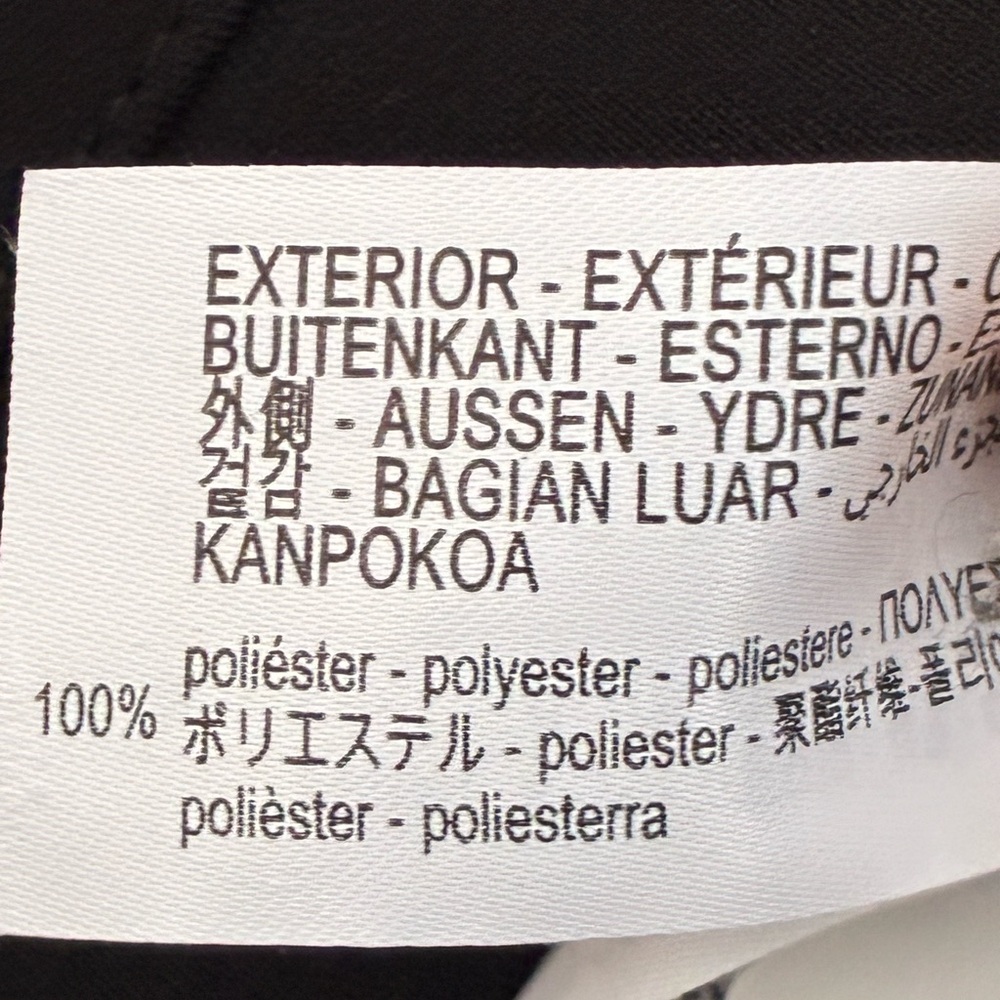 EXTERIOR - EXTÉRIEUR -
BUITENKANT - ESTERNO -
外側 - AUSSEN - YDRE -
겉감 - BAGIAN LUAR -
KANPOKOA
poliéster - polyester - poliestere -
100% ポリエステル - poliester -
polièster - poliesterra